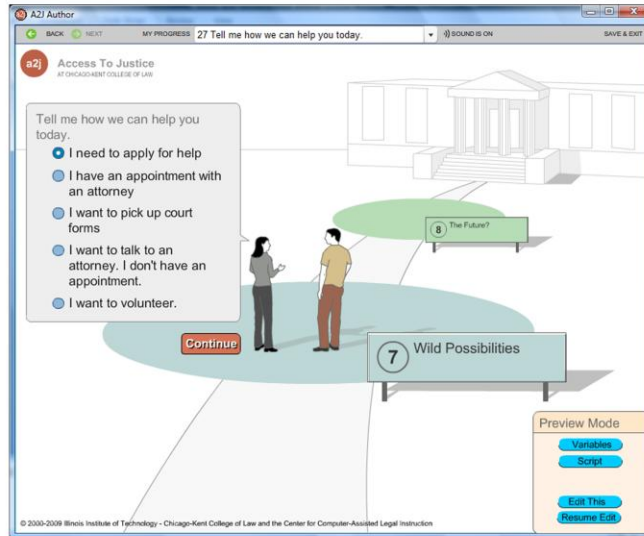 A2J Author
BACK NEXT MY PROGRESS 27 Tell me how we can help you today. SOUND IS ON SAVE & EXIT
a2j Access To Justice
AT CHICAGO-KENT COLLEGE OF LAW
Tell me how we can help you
today.
I need to apply for help
I have an appointment with
an attorney
I want to pick up court
forms
I want to talk to an
attorney. I don't have an
appointment.
I want to volunteer.
Continue
8 The Future?
7 Wild Possibilities
Preview Mode
Variables
Script
Edit This
Resume Edit
© 2000-2009 Illinois Institute of Technology - Chicago-Kent College of Law and the Center for Computer-Assisted Legal Instruction